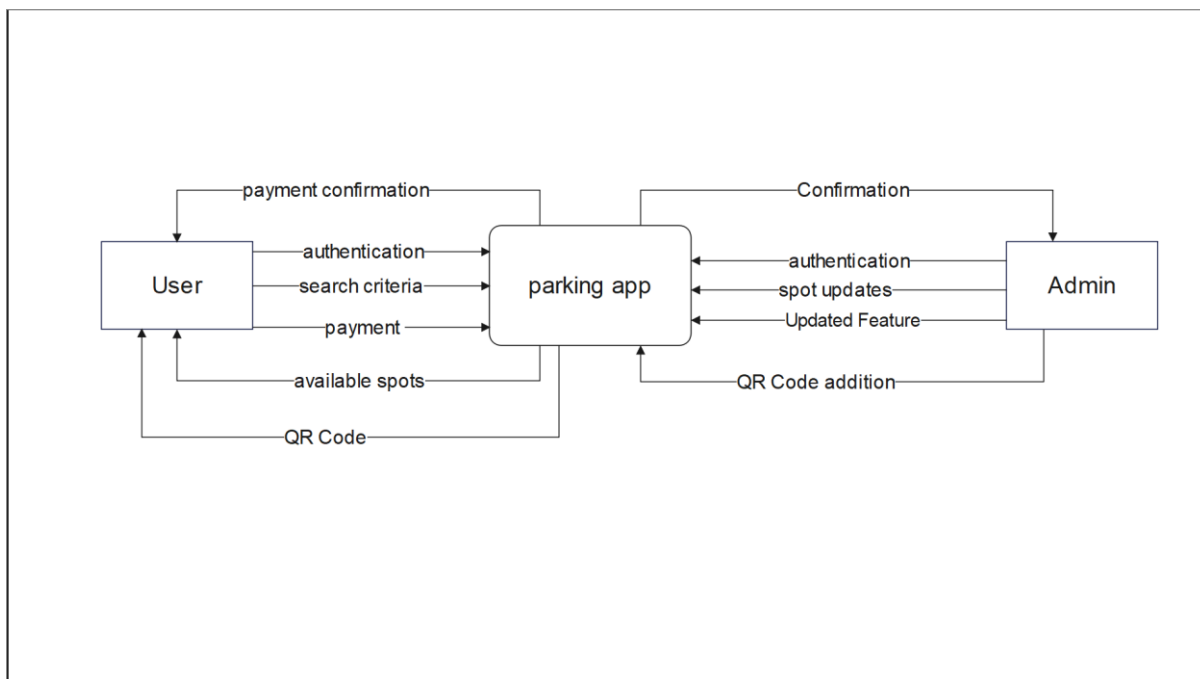 payment confirmation
Confirmation
authentication
authentication
search criteria
spot updates
User
parking app
Admin
payment
Updated Feature
available spots
QR Code addition
QR Code